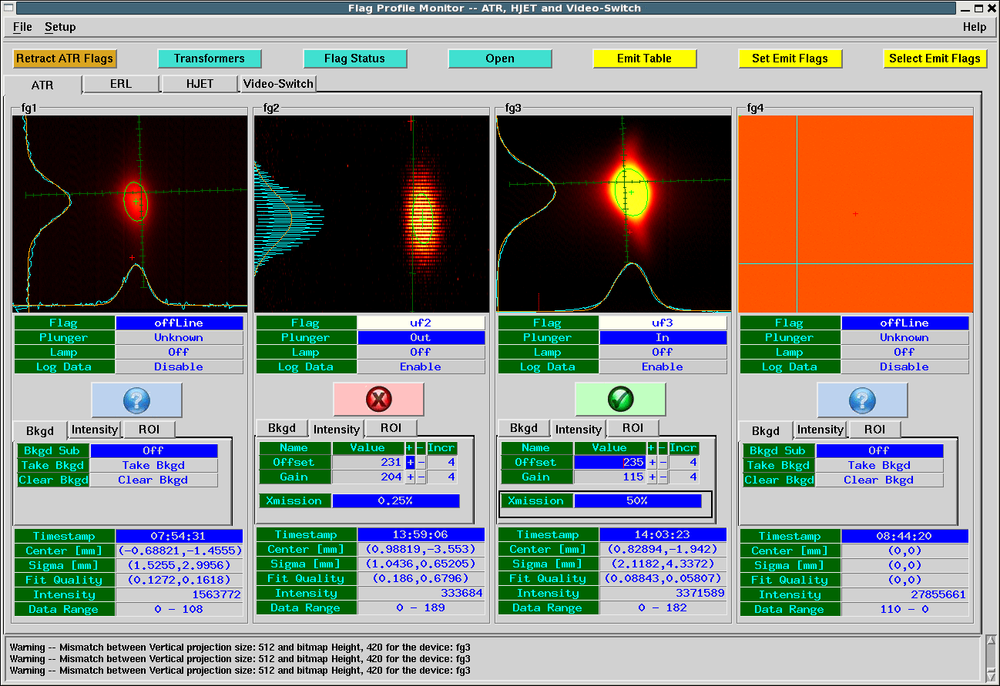 Flag Profile Monitor -- ATR, HJET and Video-Switch
File Setup Help
Retract ATR Flags Transformers Flag Status Open Emit Table Set Emit Flags Select Emit Flags
ATR ERL HJET Video-Switch
fg1
Flag offLine
Plunger Unknown
Lamp Off
Log Data Disable
Bkgd Intensity ROI
Bkgd Sub Off
Take Bkgd Take Bkgd
Clear Bkgd Clear Bkgd
Timestamp 07:54:31
Center [mm] (-0.68821,-1.4555)
Sigma [mm] (1.5255,2.9956)
Fit Quality (0.1272,0.1618)
Intensity 1563772
Data Range 0 - 108
fg2
Flag uf2
Plunger Out
Lamp Off
Log Data Enable
Bkgd Intensity ROI
Name Value + - Incr
Offset 231 + - 4
Gain 204 + - 4
Xmission 0.25%
Timestamp 13:59:06
Center [mm] (0.98819,-3.553)
Sigma [mm] (1.0436,0.65205)
Fit Quality (0.186,0.6796)
Intensity 333684
Data Range 0 - 189
fg3
Flag uf3
Plunger In
Lamp Off
Log Data Enable
Bkgd Intensity ROI
Name Value + - Incr
Offset 235 + - 4
Gain 115 + - 4
Xmission 50%
Timestamp 14:03:23
Center [mm] (0.82894,-1.942)
Sigma [mm] (2.1182,4.3372)
Fit Quality (0.08843,0.05807)
Intensity 3371589
Data Range 0 - 182
fg4
Flag offLine
Plunger Unknown
Lamp Off
Log Data Disable
Bkgd Intensity ROI
Bkgd Sub Off
Take Bkgd Take Bkgd
Clear Bkgd Clear Bkgd
Timestamp 08:44:20
Center [mm] (0,0)
Sigma [mm] (0,0)
Fit Quality (0,0)
Intensity 27855661
Data Range 110 - 0
Warning -- Mismatch between Vertical projection size: 512 and bitmap Height, 420 for the device: fg3
Warning -- Mismatch between Vertical projection size: 512 and bitmap Height, 420 for the device: fg3
Warning -- Mismatch between Vertical projection size: 512 and bitmap Height, 420 for the device: fg3